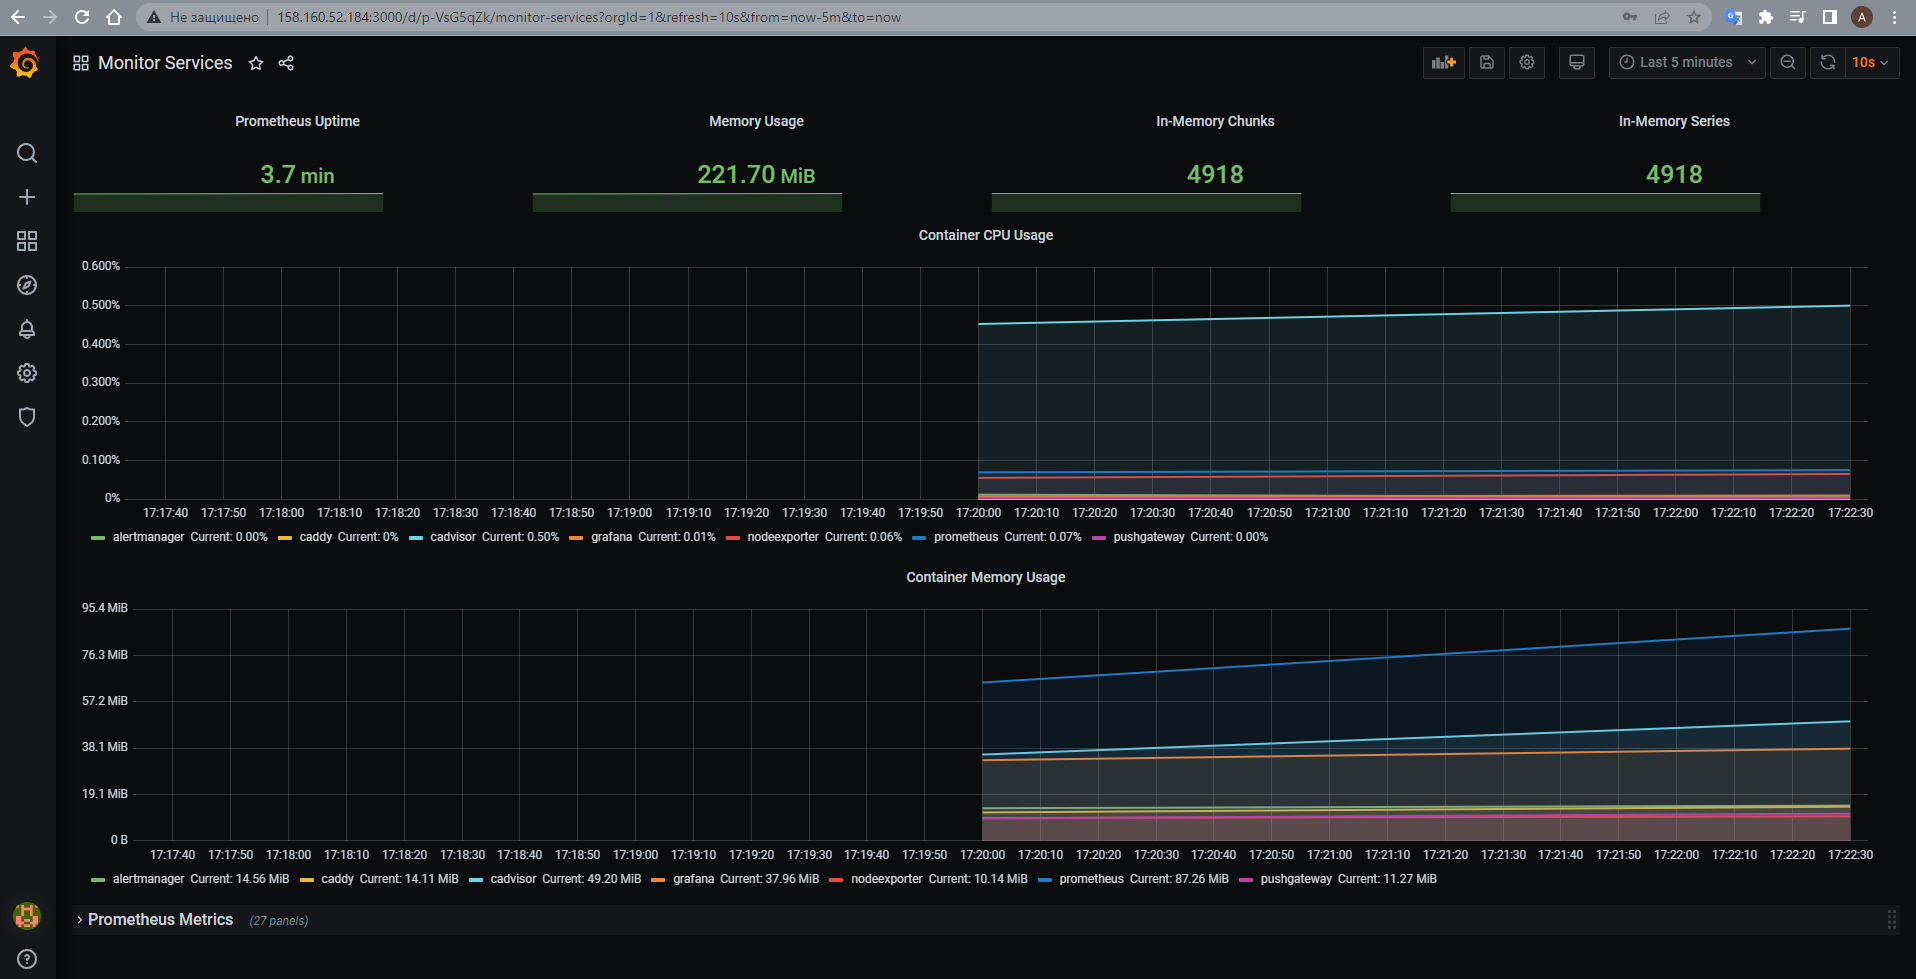 Не защищено 158.160.52.184:3000/d/p-VsG5qZk/monitor-services?orgId=1&refresh=10s&from=now-5m&to=now
A
Monitor Services
Last 5 minutes
10s
Prometheus Uptime Memory Usage In-Memory Chunks In-Memory Series
3.7 min 221.70 MiB 4918 4918
Container CPU Usage
0.600%
0.500%
0.400%
0.300%
0.200%
0.100%
0%
17:17:40 17:17:50 17:18:00 17:18:10 17:18:20 17:18:30 17:18:40 17:18:50 17:19:00 17:19:10 17:19:20 17:19:30 17:19:40 17:19:50 17:20:00 17:20:10 17:20:20 17:20:30 17:20:40 17:20:50 17:21:00 17:21:10 17:21:20 17:21:30 17:21:40 17:21:50 17:22:00 17:22:10 17:22:20 17:22:30
alertmanager Current: 0.00% caddy Current: 0% cadvisor Current: 0.50% grafana Current: 0.01% nodeexporter Current: 0.06% prometheus Current: 0.07% pushgateway Current: 0.00%
Container Memory Usage
95.4 MiB
76.3 MiB
57.2 MiB
38.1 MiB
19.1 MiB
0 B
17:17:40 17:17:50 17:18:00 17:18:10 17:18:20 17:18:30 17:18:40 17:18:50 17:19:00 17:19:10 17:19:20 17:19:30 17:19:40 17:19:50 17:20:00 17:20:10 17:20:20 17:20:30 17:20:40 17:20:50 17:21:00 17:21:10 17:21:20 17:21:30 17:21:40 17:21:50 17:22:00 17:22:10 17:22:20 17:22:30
alertmanager Current: 14.56 MiB caddy Current: 14.11 MiB cadvisor Current: 49.20 MiB grafana Current: 37.96 MiB nodeexporter Current: 10.14 MiB prometheus Current: 87.26 MiB pushgateway Current: 11.27 MiB
Prometheus Metrics (27 panels)